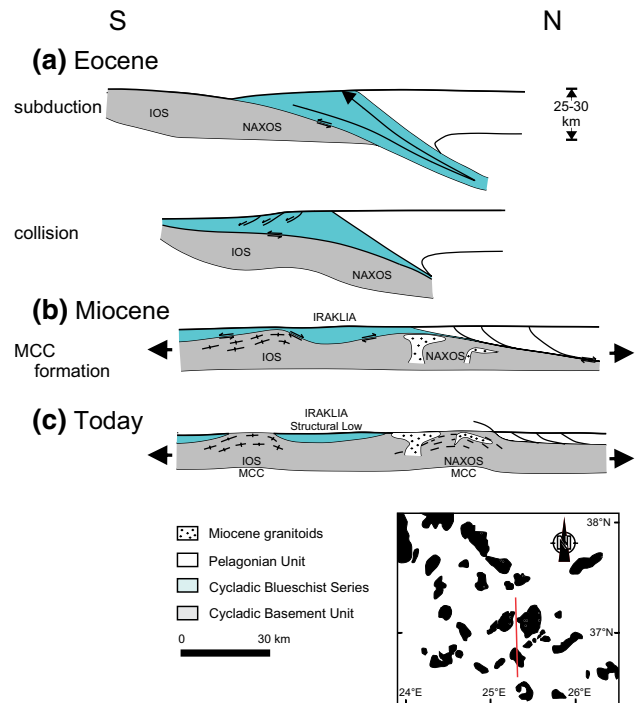 S N
(a) Eocene
subduction
IOS
NAXOS
25-30
km
collision
IOS
NAXOS
(b) Miocene
IRAKLIA
MCC
formation
IOS
NAXOS
(c) Today
IRAKLIA
Structural Low
IOS
MCC
NAXOS
MCC
Miocene granitoids
Pelagonian Unit
Cycladic Blueschist Series
Cycladic Basement Unit
0 30 km
N
38°N
37°N
24°E 25°E 26°E